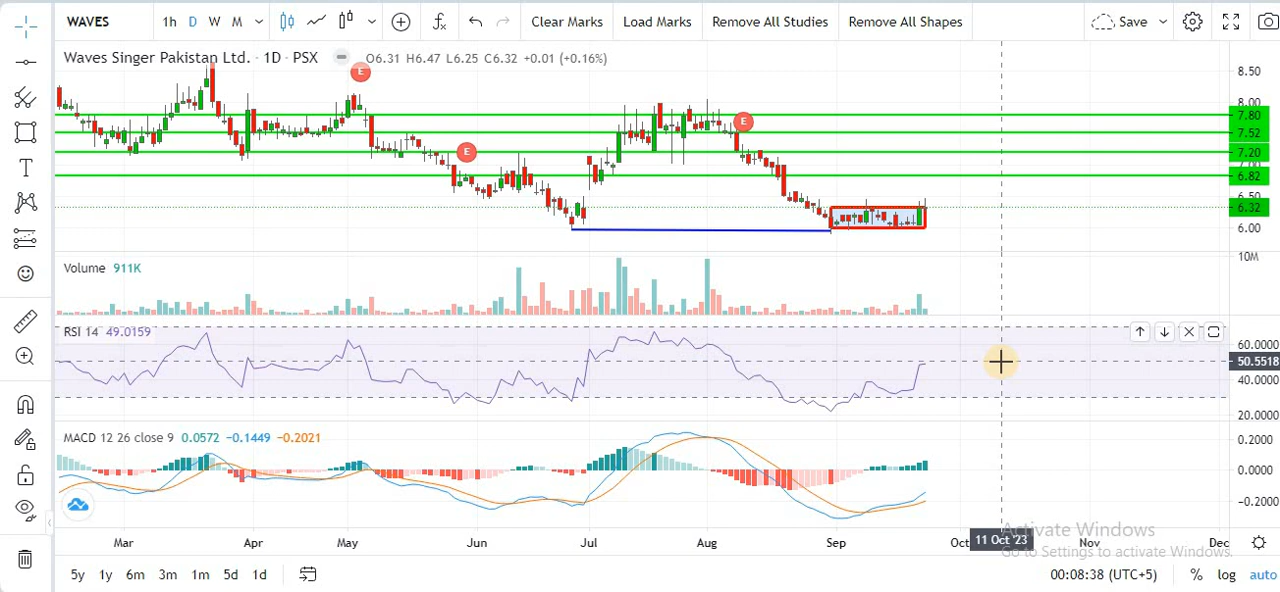 WAVES 1h D W M Save
Clear Marks Load Marks Remove All Studies Remove All Shapes
Waves Singer Pakistan Ltd. · 1D · PSX O6.31 H6.47 L6.25 C6.32 +0.01 (+0.16%)
E
E
E
8.50
8.00
7.80
7.52
7.20
7.00
6.82
6.50
6.32
6.00
Volume 911K
10M
RSI 14 49.0159
60.0000
50.5518
40.0000
20.0000
MACD 12 26 close 9 0.0572 −0.1449 −0.2021
0.2000
0.0000
−0.2000
Activate Windows
Go to Settings to activate Windows.
Mar Apr May Jun Jul Aug Sep Oct 11 Oct '23 Nov Dec
5y 1y 6m 3m 1m 5d 1d 00:08:38 (UTC+5) % log auto